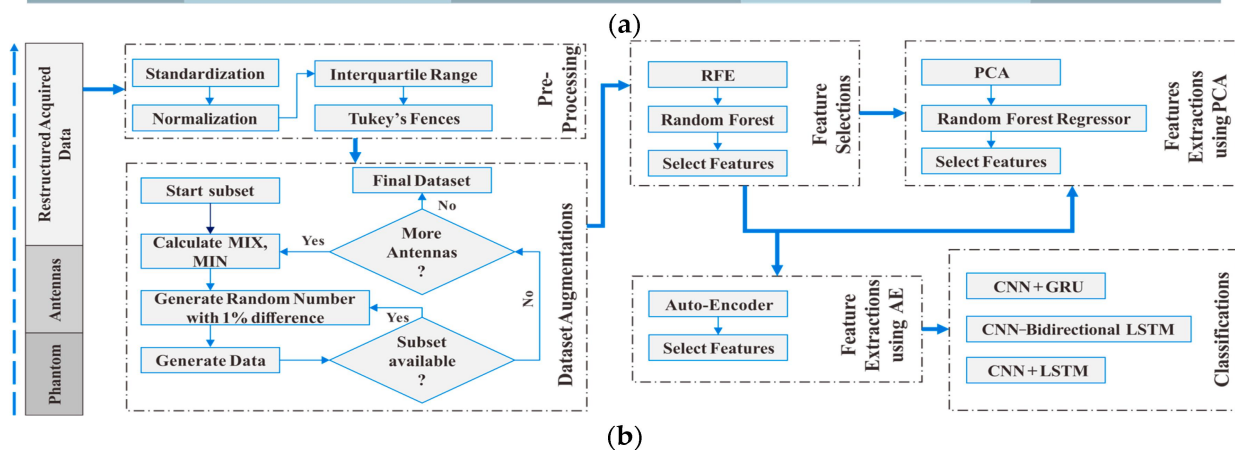 (a)
Restructured Acquired
Data
Antennas
Phantom
Standardization
Normalization
Interquartile Range
Tukey's Fences
Pre-
Processing
Start subset
Calculate MIX,
MIN
Generate Random Number
with 1% difference
Generate Data
Final Dataset
No
More
Antennas
?
Yes
Subset
available
?
Yes
No
Dataset Augmentations
RFE
Random Forest
Select Features
Feature
Selections
PCA
Random Forest Regressor
Select Features
Features
Extractions
using PCA
Auto-Encoder
Select Features
Feature
Extractions
using AE
CNN+GRU
CNN–Bidirectional LSTM
CNN+LSTM
Classifications
(b)